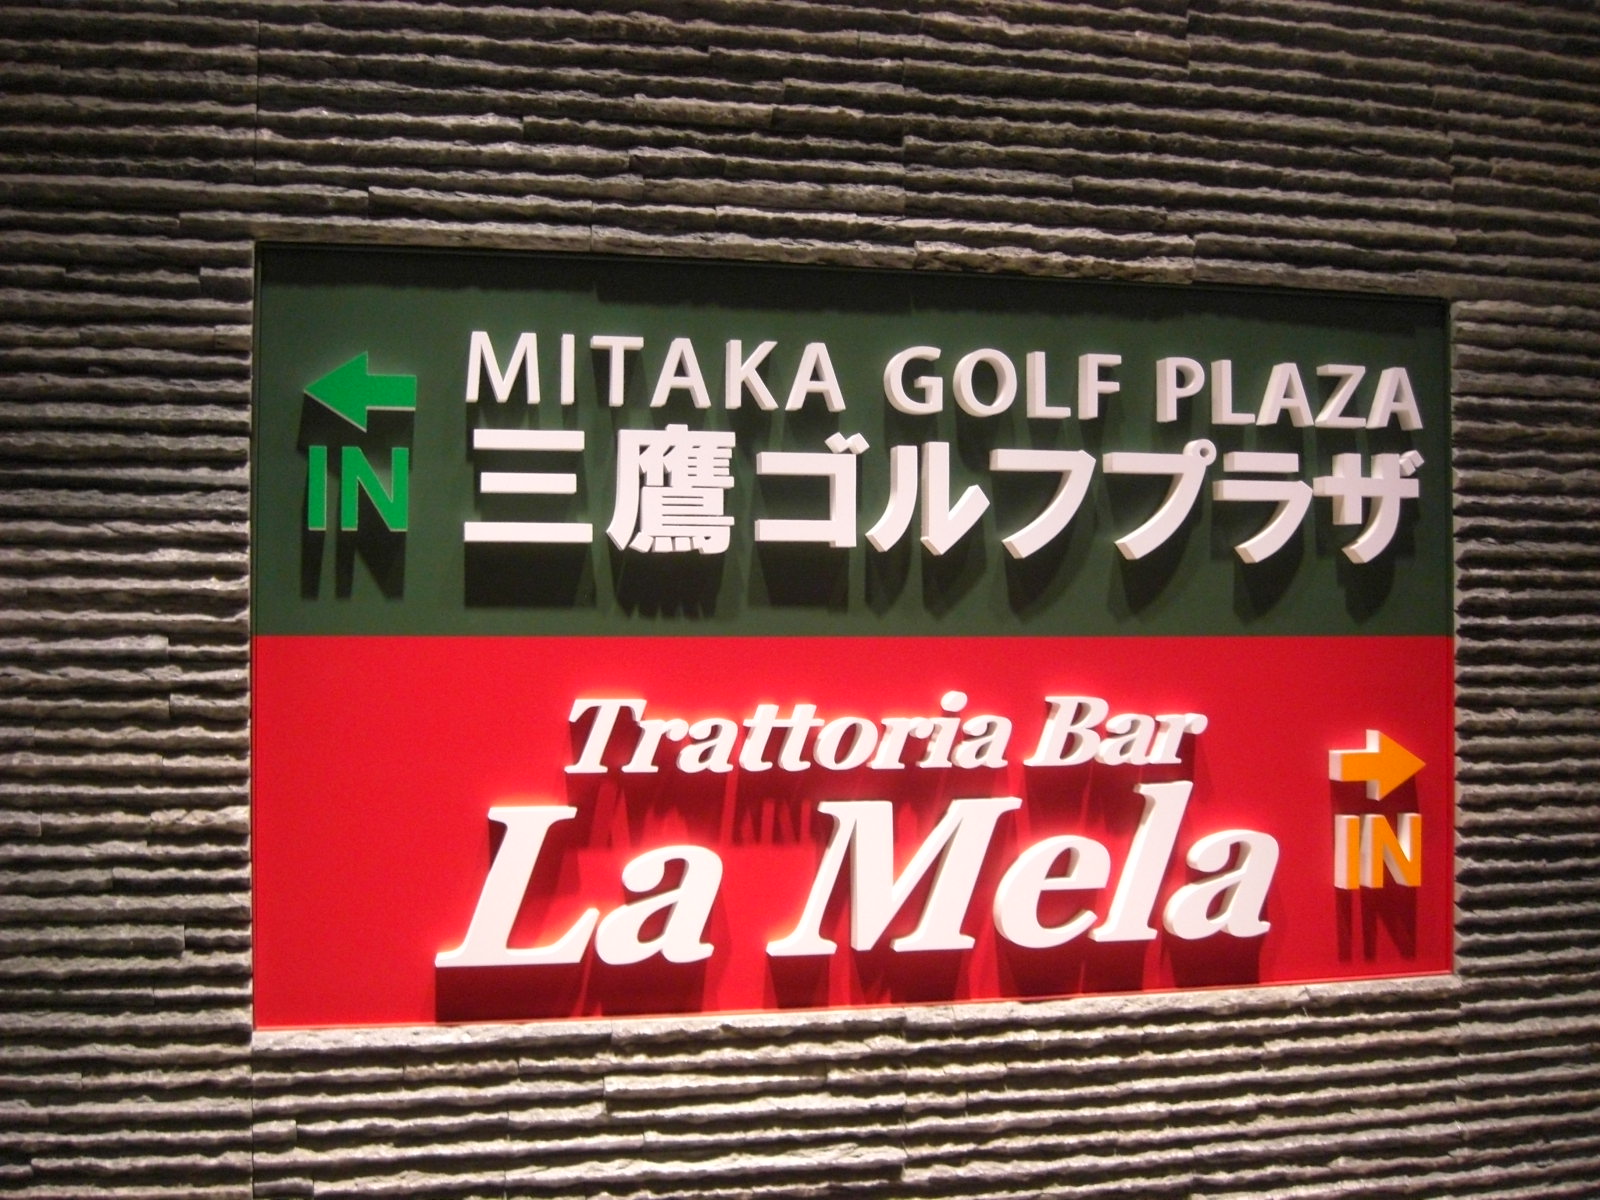 MITAKA GOLF PLAZA
IN
三鷹ゴルフプラザ
Trattoria Bar
La Mela
IN